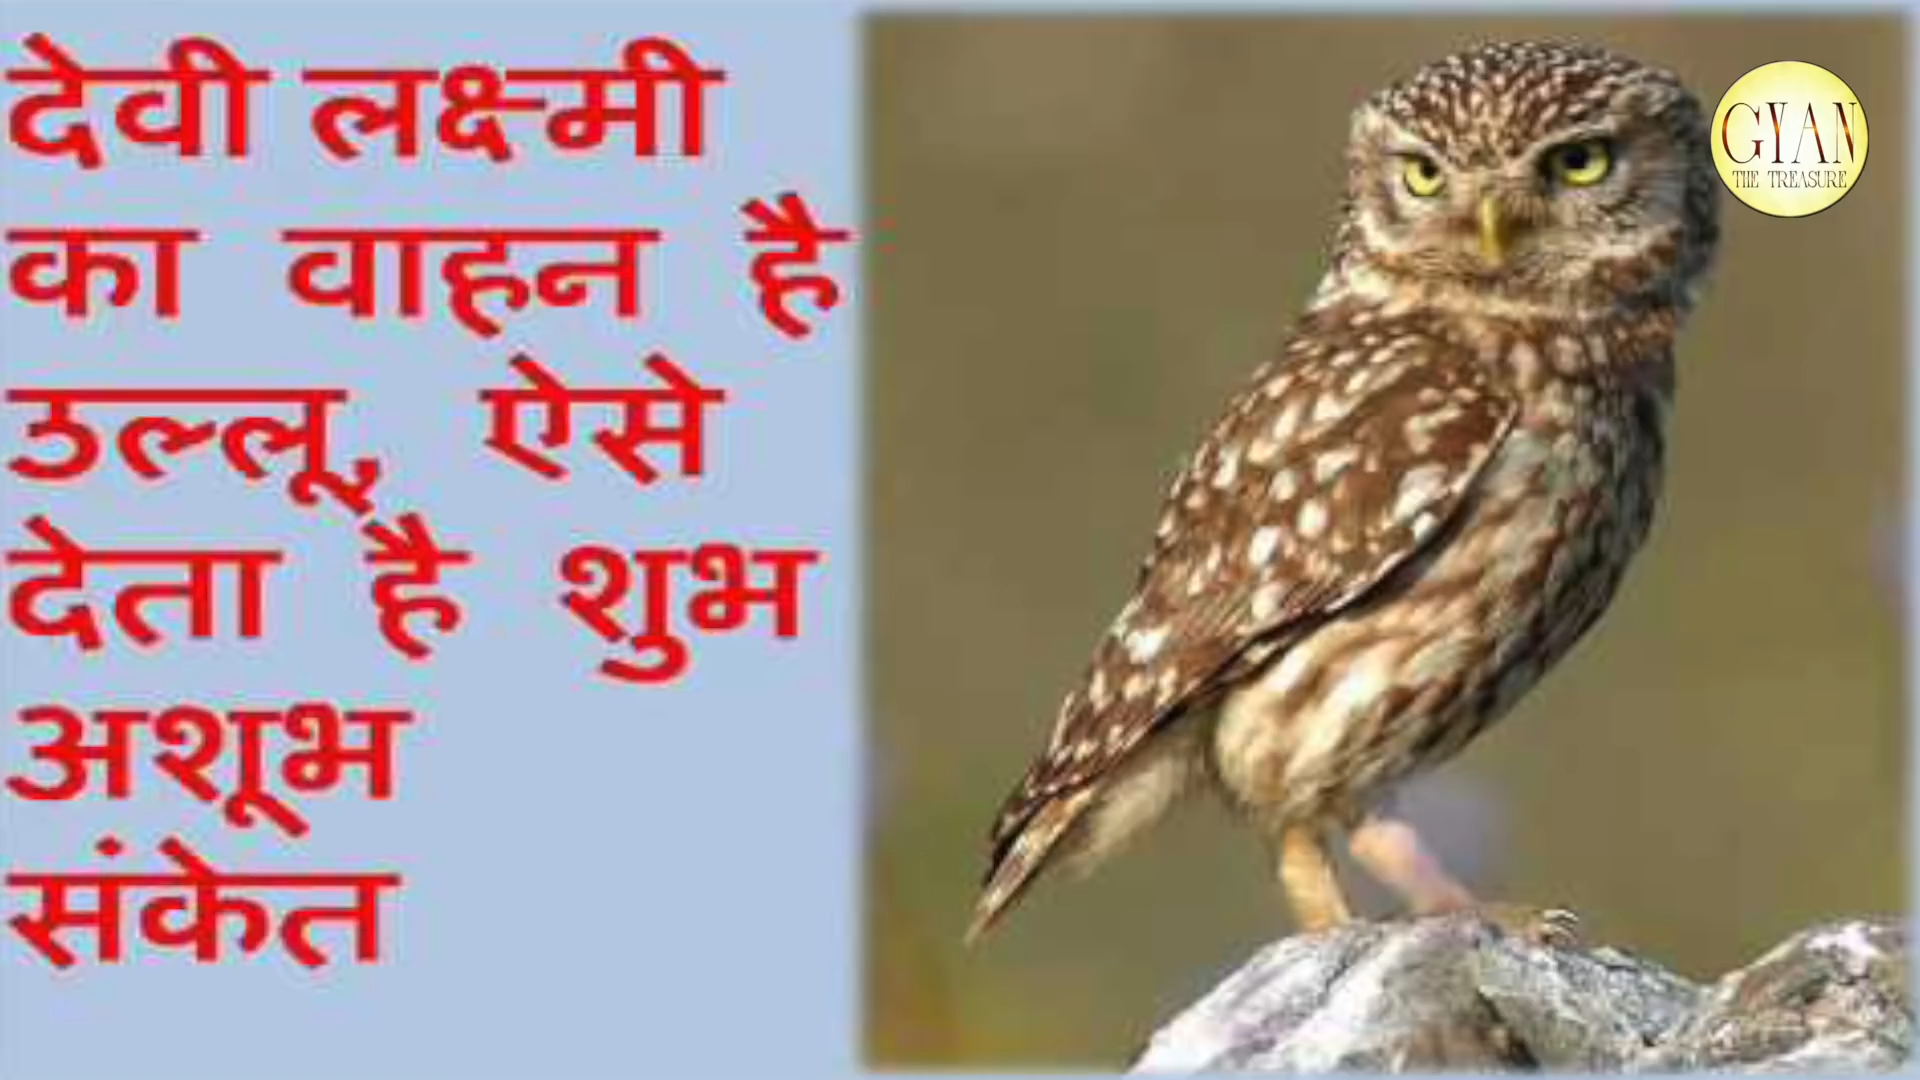 देवी लक्ष्मी
का वाहन है
उल्लू, ऐसे
देता है शुभ
अशूभ
संकेत
GYAN
THE TREASURE